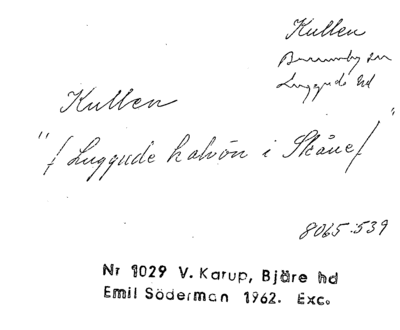 Kullen
Brunnby sn
Luggude hd
Kullen
"/Luggude halvön i Skåne/"
8065:539
Nr 1029 V. Karup, Bjäre hd
Emil Söderman 1962. Exc.